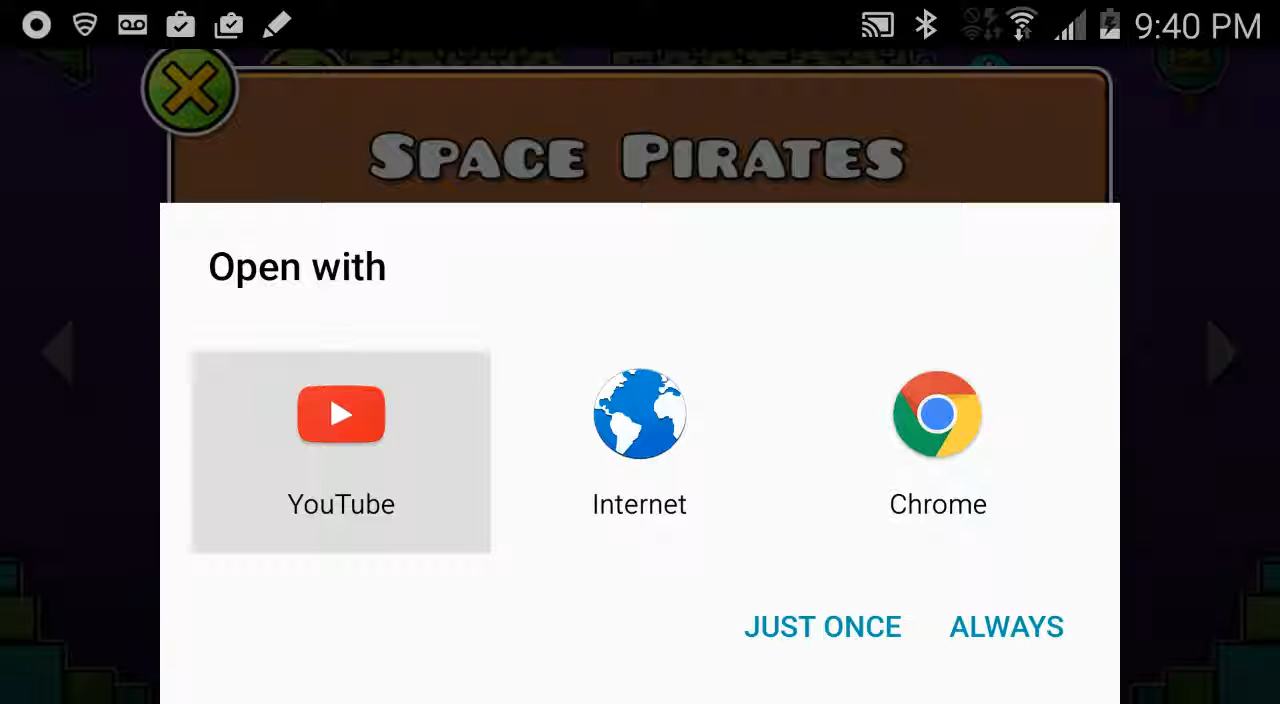 9:40 PM
Space Pirates
Open with
YouTube
Internet
Chrome
JUST ONCE
ALWAYS